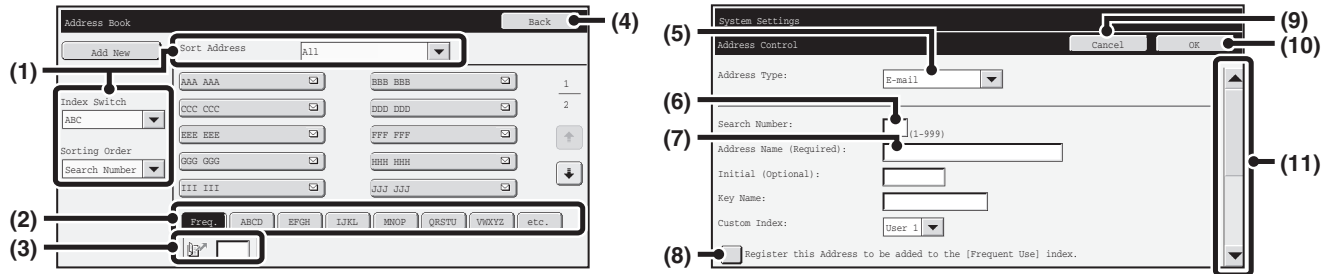 Address Book
Back
(4)
Add New
Sort Address
All
(1)
AAA AAA
BBB BBB
1
Index Switch
CCC CCC
DDD DDD
2
ABC
EEE EEE
FFF FFF
Sorting Order
GGG GGG
HHH HHH
Search Number
III III
JJJ JJJ
(2)
Freq.
ABCD
EFGH
IJKL
MNOP
QRSTU
VWXYZ
etc.
(3)
System Settings
(9)
(5)
Address Control
Cancel
OK
(10)
Address Type:
E-mail
(6)
Search Number:
(1-999)
(7)
Address Name (Required):
(11)
Initial (Optional):
Key Name:
Custom Index:
User 1
(8)
Register this Address to be added to the [Frequent Use] index.